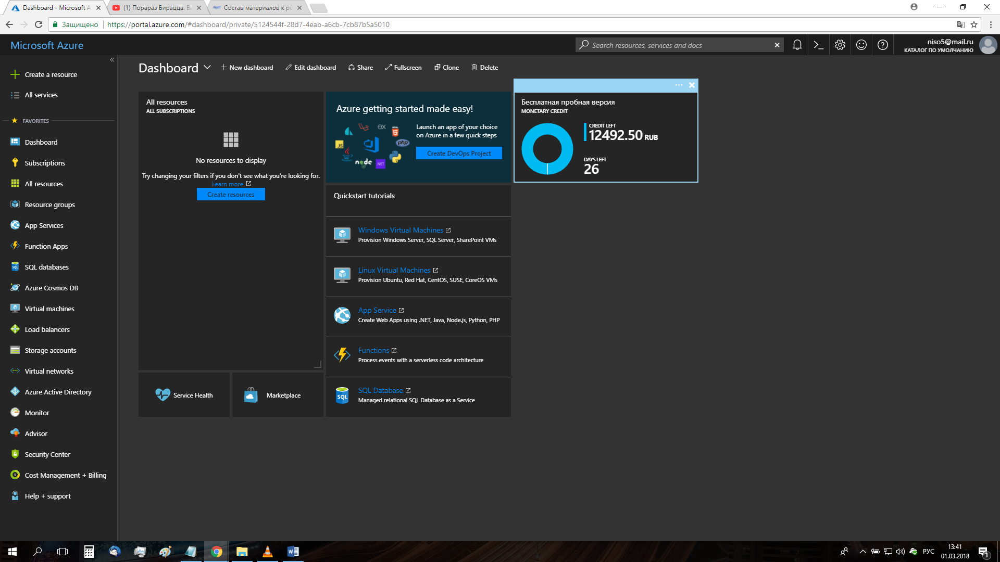 Dashboard - Microsoft A
(1) Порараз Бирацца. Ве
Состав материалов к ре
Защищено
https://portal.azure.com/#dashboard/private/5124544f-28d7-4eab-a6cb-7cb87b5a5010
Microsoft Azure
Search resources, services and docs
niso5@mail.ru
КАТАЛОГ ПО УМОЛЧАНИЮ
Create a resource
All services
FAVORITES
Dashboard
Subscriptions
All resources
Resource groups
App Services
Function Apps
SQL databases
Azure Cosmos DB
Virtual machines
Load balancers
Storage accounts
Virtual networks
Azure Active Directory
Monitor
Advisor
Security Center
Cost Management + Billing
Help + support
Dashboard
New dashboard
Edit dashboard
Share
Fullscreen
Clone
Delete
All resources
ALL SUBSCRIPTIONS
No resources to display
Try changing your filters if you don't see what you're looking for.
Learn more
Create resources
Service Health
Marketplace
Azure getting started made easy!
Launch an app of your choice
on Azure in a few quick steps
Create DevOps Project
EX
HTML
JS
php
node
.NET
Quickstart tutorials
Windows Virtual Machines
Provision Windows Server, SQL Server, SharePoint VMs
Linux Virtual Machines
Provision Ubuntu, Red Hat, CentOS, SUSE, CoreOS VMs
App Service
Create Web Apps using .NET, Java, Node.js, Python, PHP
Functions
Process events with a serverless code architecture
SQL
SQL Database
Managed relational SQL Database as a Service
Бесплатная пробная версия
MONETARY CREDIT
CREDIT LEFT
12492.50 RUB
DAYS LEFT
26
РУС
13:41
01.03.2018
1